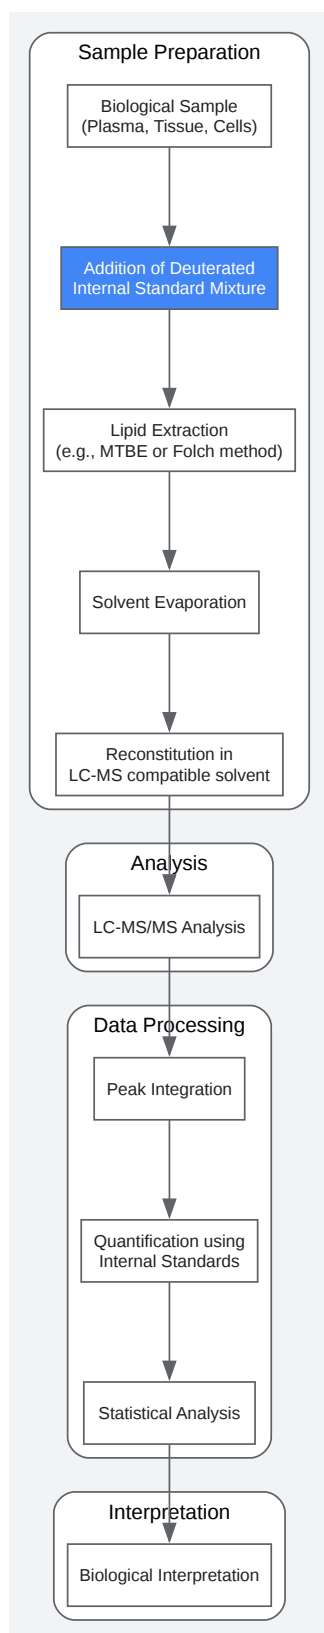 Sample Preparation
Biological Sample
(Plasma, Tissue, Cells)
Addition of Deuterated
Internal Standard Mixture
Lipid Extraction
(e.g., MTBE or Folch method)
Solvent Evaporation
Reconstitution in
LC-MS compatible solvent
Analysis
LC-MS/MS Analysis
Data Processing
Peak Integration
Quantification using
Internal Standards
Statistical Analysis
Interpretation
Biological Interpretation